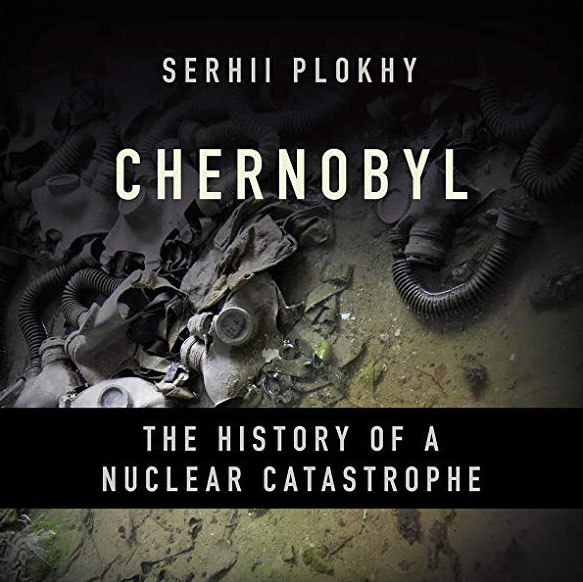 SERHII PLOKHY
CHERNOBYL
THE HISTORY OF A
NUCLEAR CATASTROPHE